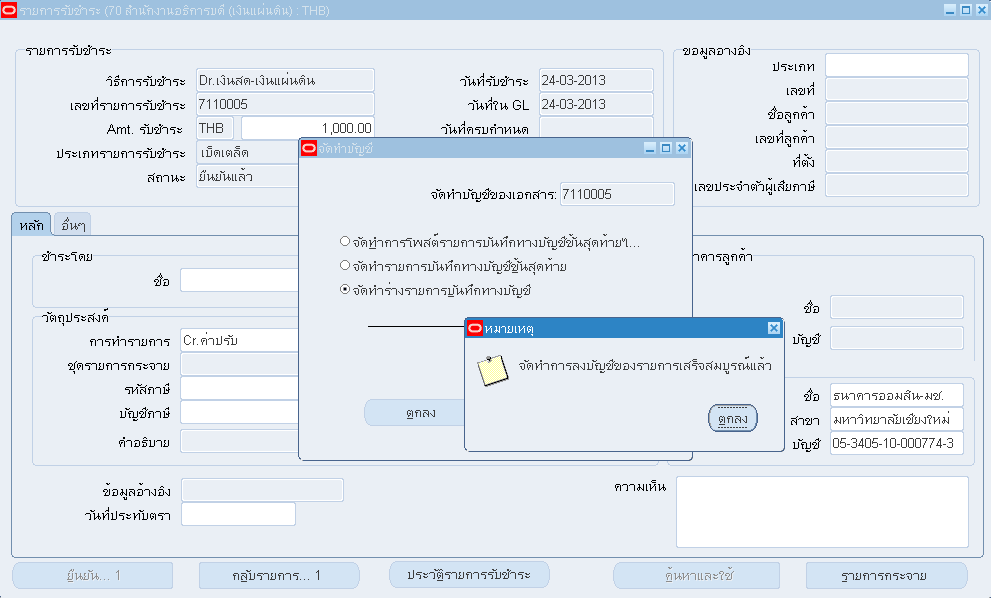 รายการรับชำระ (70 สำนักงานอธิการบดี (เงินแผ่นดิน) : THB)
รายการรับชำระ
วิธีการรับชำระ Dr.เงินสด-เงินแผ่นดิน
เลขที่รายการรับชำระ 7110005
Amt. รับชำระ THB 1,000.00
ประเภทรายการรับชำระ เบ็ดเตล็ด
สถานะ ยืนยันแล้ว
วันที่รับชำระ 24-03-2013
วันที่ใน GL 24-03-2013
วันที่ครบกำหนด
ข้อมูลอ้างอิง
ประเภท
เลขที่
ชื่อลูกค้า
เลขที่ลูกค้า
ที่ตั้ง
เลขประจำตัวผู้เสียภาษี
จัดทำบัญชี
จัดทำบัญชีของเอกสาร: 7110005
จัดทำการโพสต์รายการบันทึกทางบัญชีขั้นสุดท้ายไ...
จัดทำรายการบันทึกทางบัญชีขั้นสุดท้าย
จัดทำร่างรายการบันทึกทางบัญชี
ตกลง
หมายเหตุ
จัดทำการลงบัญชีของรายการเสร็จสมบูรณ์แล้ว
ตกลง
หลัก อื่นๆ
ชำระโดย
ชื่อ
วัตถุประสงค์
การทำรายการ Cr.ค่าปรับ
ชุดรายการกระจาย
รหัสภาษี
บัญชีภาษี
คำอธิบาย
าคารลูกค้า
ชื่อ
บัญชี
ชื่อ ธนาคารออมสิน-มช.
สาขา มหาวิทยาลัยเชียงใหม่
บัญชี 05-3405-10-000774-3
ข้อมูลอ้างอิง
วันที่ประทับตรา
ความเห็น
ยืนยัน... 1 กลับรายการ... 1 ประวัติรายการรับชำระ ค้นหาและใช้ รายการกระจาย